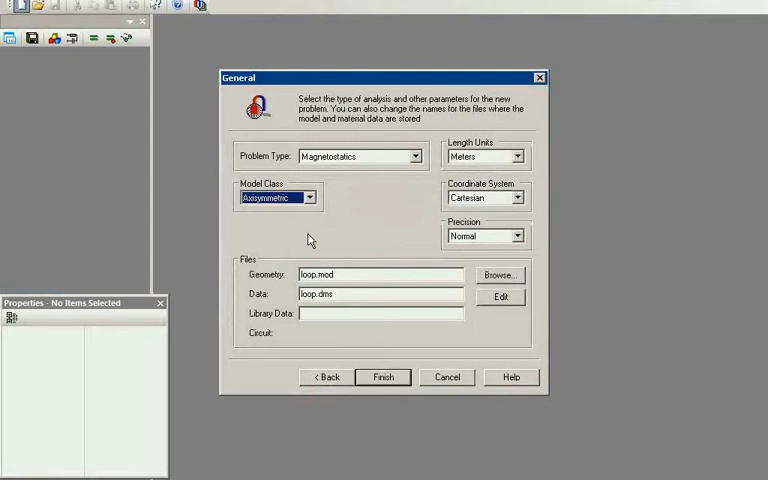 General
Select the type of analysis and other parameters for the new
problem. You can also change the names for the files where the
model and material data are stored
Problem Type: Magnetostatics
Length Units
Meters
Model Class
Axisymmetric
Coordinate System
Cartesian
Precision
Normal
Files
Geometry: loop.mod Browse...
Data: loop.dms Edit
Library Data:
Circuit:
< Back Finish Cancel Help
Properties - No Items Selected